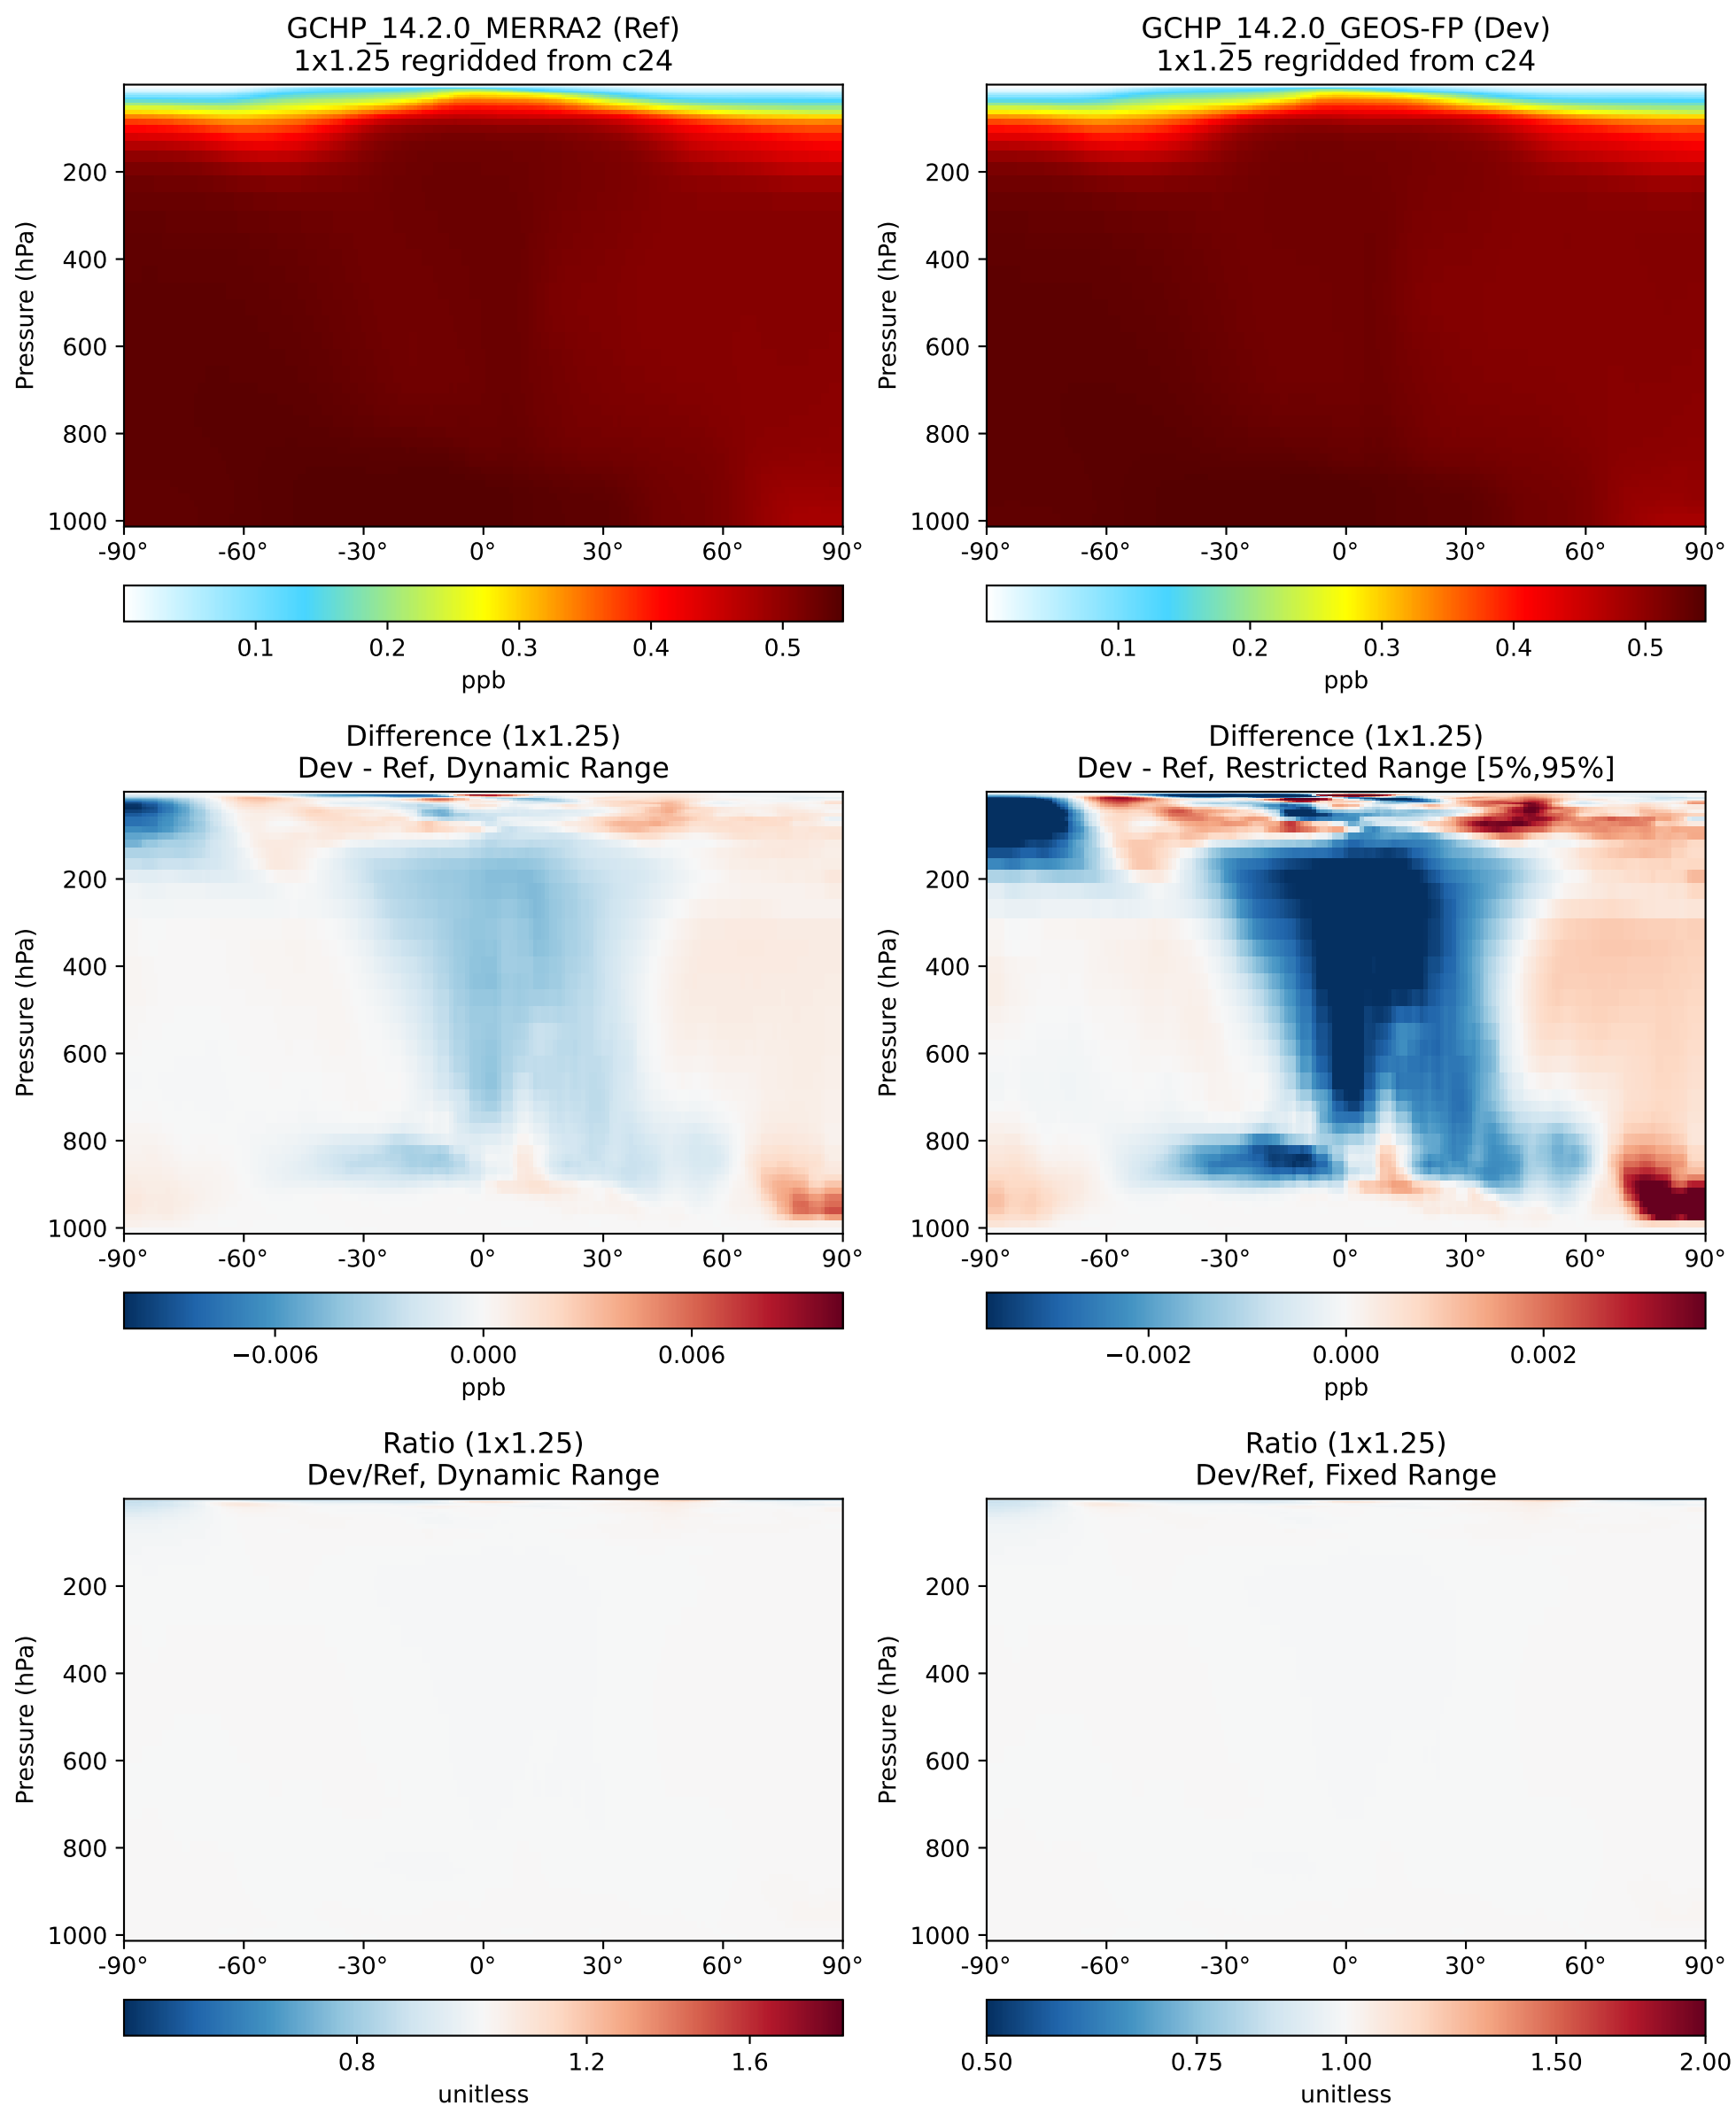 GCHP_14.2.0_MERRA2 (Ref)
1x1.25 regridded from c24
Pressure (hPa)
200
400
600
800
1000
-90° -60° -30° 0° 30° 60° 90°
0.1 0.2 0.3 0.4 0.5
ppb
GCHP_14.2.0_GEOS-FP (Dev)
1x1.25 regridded from c24
Pressure (hPa)
200
400
600
800
1000
-90° -60° -30° 0° 30° 60° 90°
0.1 0.2 0.3 0.4 0.5
ppb
Difference (1x1.25)
Dev - Ref, Dynamic Range
Pressure (hPa)
200
400
600
800
1000
-90° -60° -30° 0° 30° 60° 90°
−0.006 0.000 0.006
ppb
Difference (1x1.25)
Dev - Ref, Restricted Range [5%,95%]
Pressure (hPa)
200
400
600
800
1000
-90° -60° -30° 0° 30° 60° 90°
−0.002 0.000 0.002
ppb
Ratio (1x1.25)
Dev/Ref, Dynamic Range
Pressure (hPa)
200
400
600
800
1000
-90° -60° -30° 0° 30° 60° 90°
0.8 1.2 1.6
unitless
Ratio (1x1.25)
Dev/Ref, Fixed Range
Pressure (hPa)
200
400
600
800
1000
-90° -60° -30° 0° 30° 60° 90°
0.50 0.75 1.00 1.50 2.00
unitless